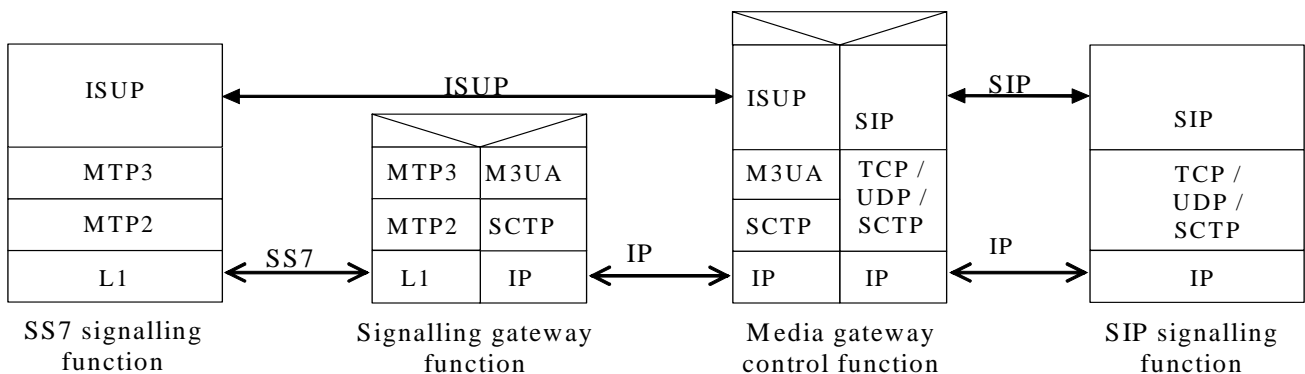 ISUP
MTP3
MTP2
L1
SS7 signalling
function
ISUP
SS7
MTP3
M3UA
MTP2
SCTP
L1
IP
Signalling gateway
function
IP
ISUP
SIP
M3UA
SCTP
TCP /
UDP /
SCTP
IP
IP
Media gateway
control function
SIP
IP
SIP
TCP /
UDP /
SCTP
IP
SIP signalling
function